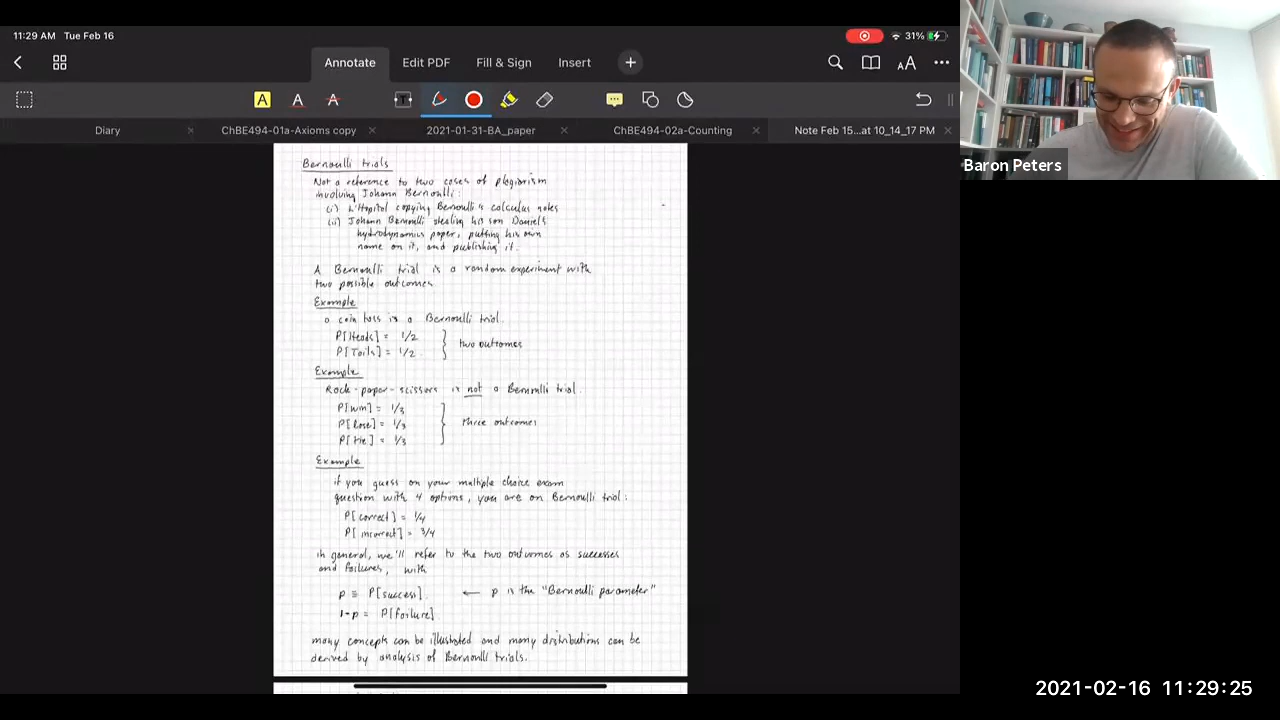 11:29 AM Tue Feb 16
31%
Annotate Edit PDF Fill & Sign Insert
Diary ChBE494-01a-Axioms copy 2021-01-31-BA_paper ChBE494-02a-Counting Note Feb 15...at 10_14_17 PM
Baron Peters
Bernoulli trials
Not a reference to two cases of plagiarism
involving Johann Bernoulli:
(i) L'Hopital copying Bernoulli's calculus notes
(ii) Johann Bernoulli stealing his son Daniel's
hydrodynamics paper, putting his own
name on it, and publishing it.
A Bernoulli trial is a random experiment with
two possible outcomes
Example
a coin toss is a Bernoulli trial.
P[Heads] = 1/2
P[Tails] = 1/2
two outcomes
Example
Rock-paper-scissors is not a Bernoulli trial.
P[win] = 1/3
P[lose] = 1/3
P[tie] = 1/3
three outcomes
Example
if you guess on your multiple choice exam
question with 4 options, you are on Bernoulli trial:
P[correct] = 1/4
P[incorrect] = 3/4
in general, we'll refer to the two outcomes as successes
and failures, with
p ≡ P[success]. ← p is the "Bernoulli parameter"
1-p = P[failure]
many concepts can be illustrated and many distributions can be
derived by analysis of Bernoulli trials.
2021-02-16 11:29:25